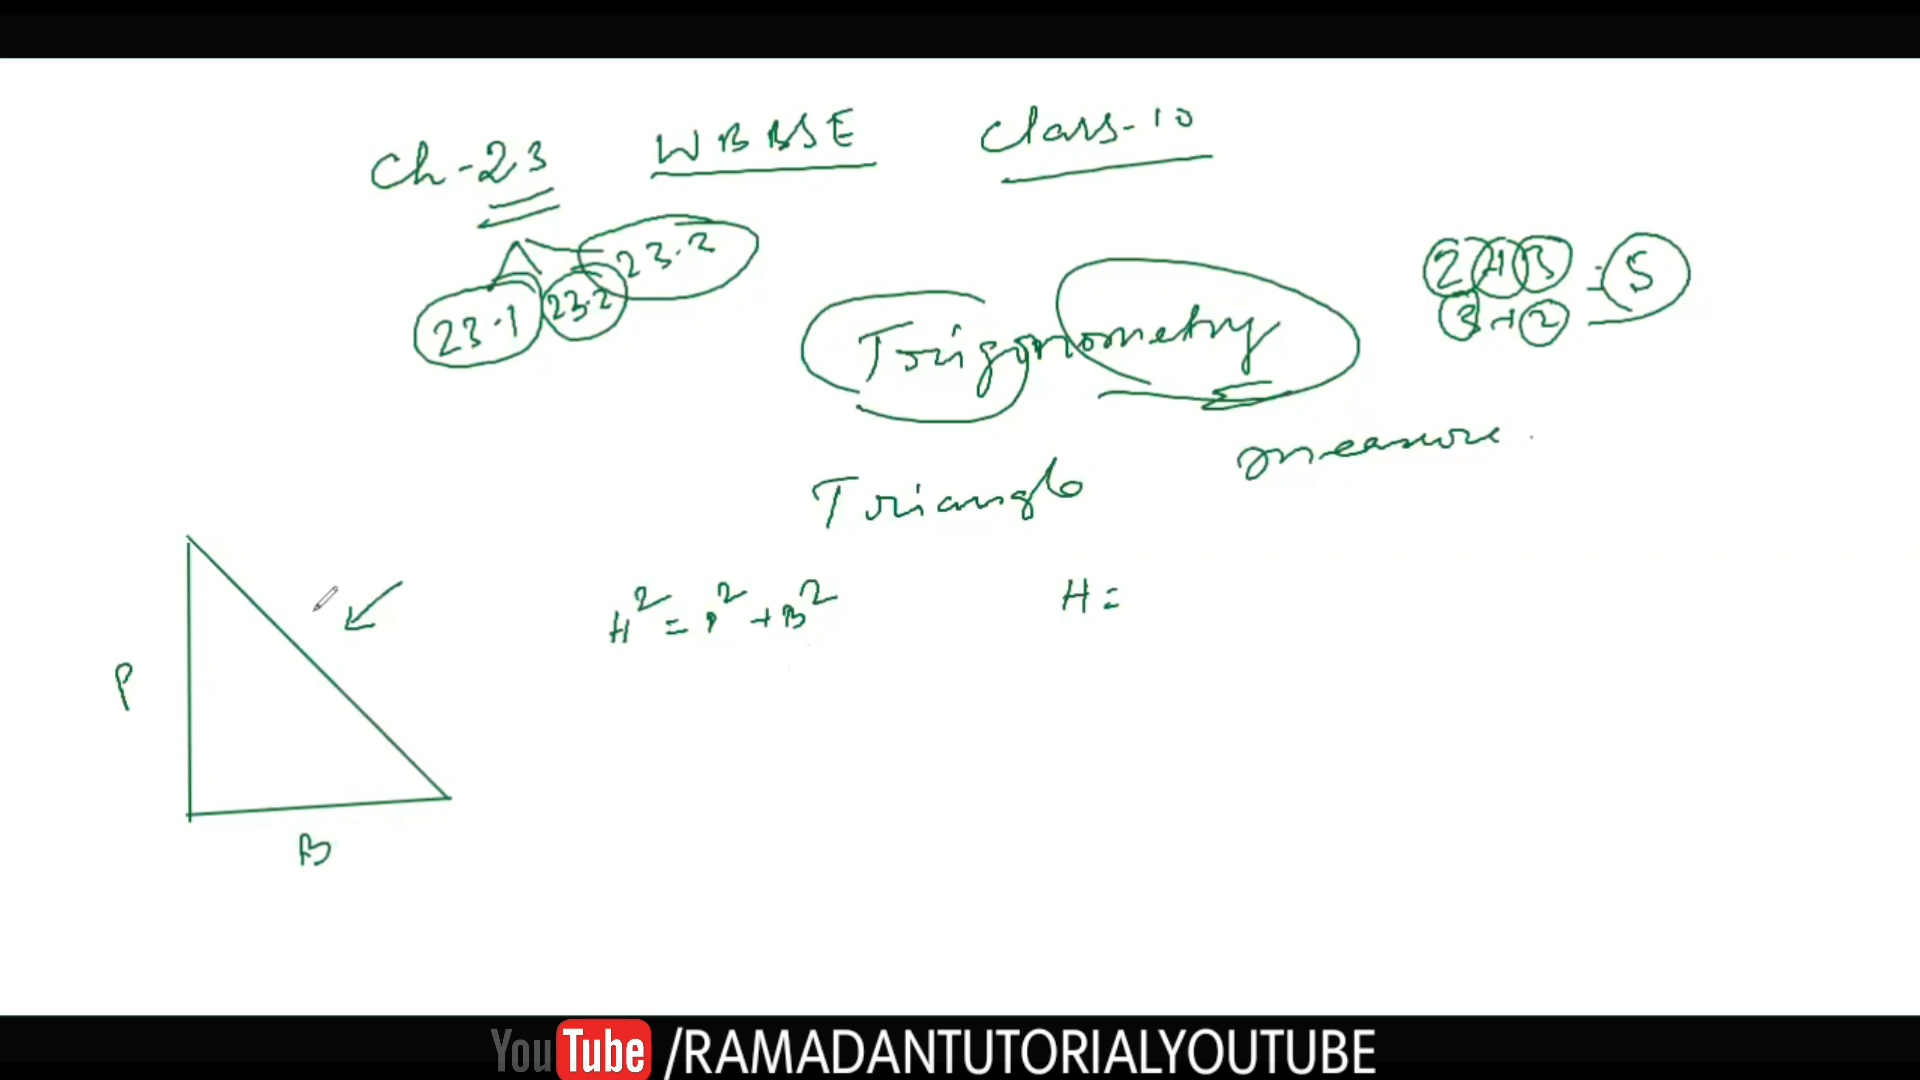 Ch-23 WBBSE Class-10
23.2
23.1 23.2
2+3 = 5
3+2
Trigonometry
measure.
Triangle
H² = P² + B² H =
P
B
YouTube /RAMADANTUTORIALYOUTUBE